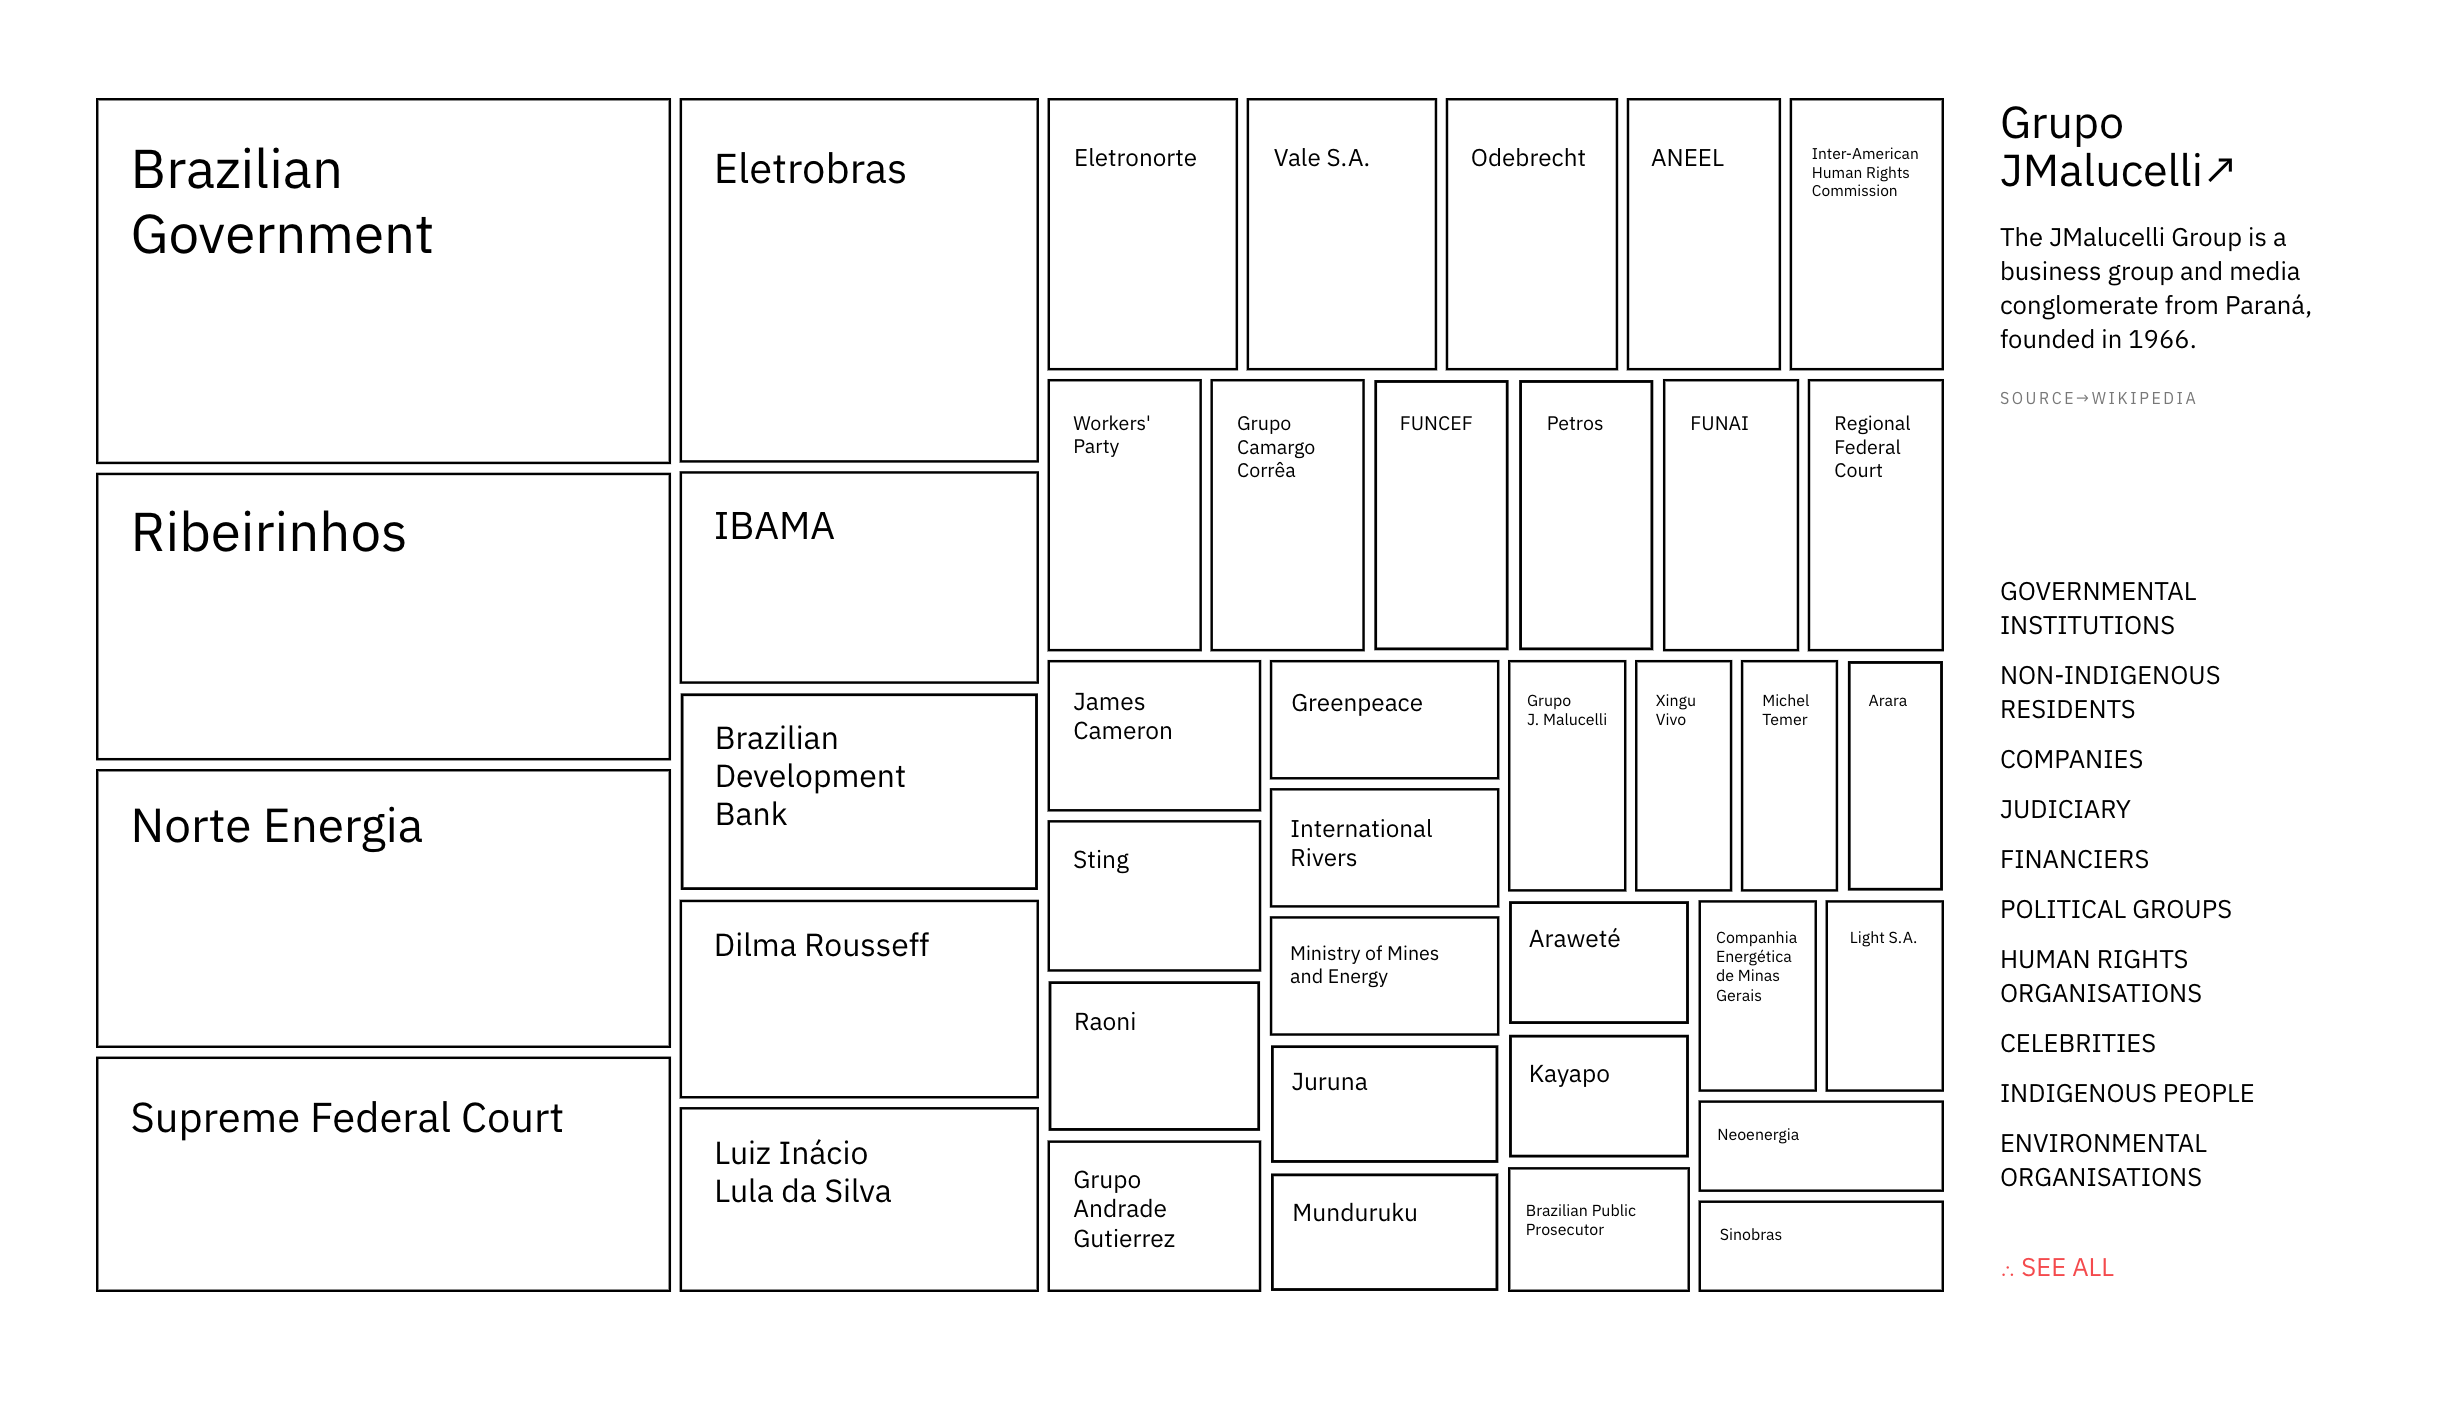 Brazilian
Government
Ribeirinhos
Norte Energia
Supreme Federal Court
Eletrobras
IBAMA
Brazilian
Development
Bank
Dilma Rousseff
Luiz Inácio
Lula da Silva
Eletronorte
Vale S.A.
Odebrecht
ANEEL
Inter-American
Human Rights
Commission
Workers'
Party
Grupo
Camargo
Corrêa
FUNCEF
Petros
FUNAI
Regional
Federal
Court
James
Cameron
Sting
Raoni
Grupo
Andrade
Gutierrez
Greenpeace
International
Rivers
Ministry of Mines
and Energy
Juruna
Munduruku
Grupo
J. Malucelli
Xingu
Vivo
Michel
Temer
Arara
Araweté
Kayapo
Brazilian Public
Prosecutor
Companhia
Energética
de Minas
Gerais
Light S.A.
Neoenergia
Sinobras
Grupo
JMalucelli↗
The JMalucelli Group is a
business group and media
conglomerate from Paraná,
founded in 1966.
SOURCE→WIKIPEDIA
GOVERNMENTAL
INSTITUTIONS
NON-INDIGENOUS
RESIDENTS
COMPANIES
JUDICIARY
FINANCIERS
POLITICAL GROUPS
HUMAN RIGHTS
ORGANISATIONS
CELEBRITIES
INDIGENOUS PEOPLE
ENVIRONMENTAL
ORGANISATIONS
∴ SEE ALL